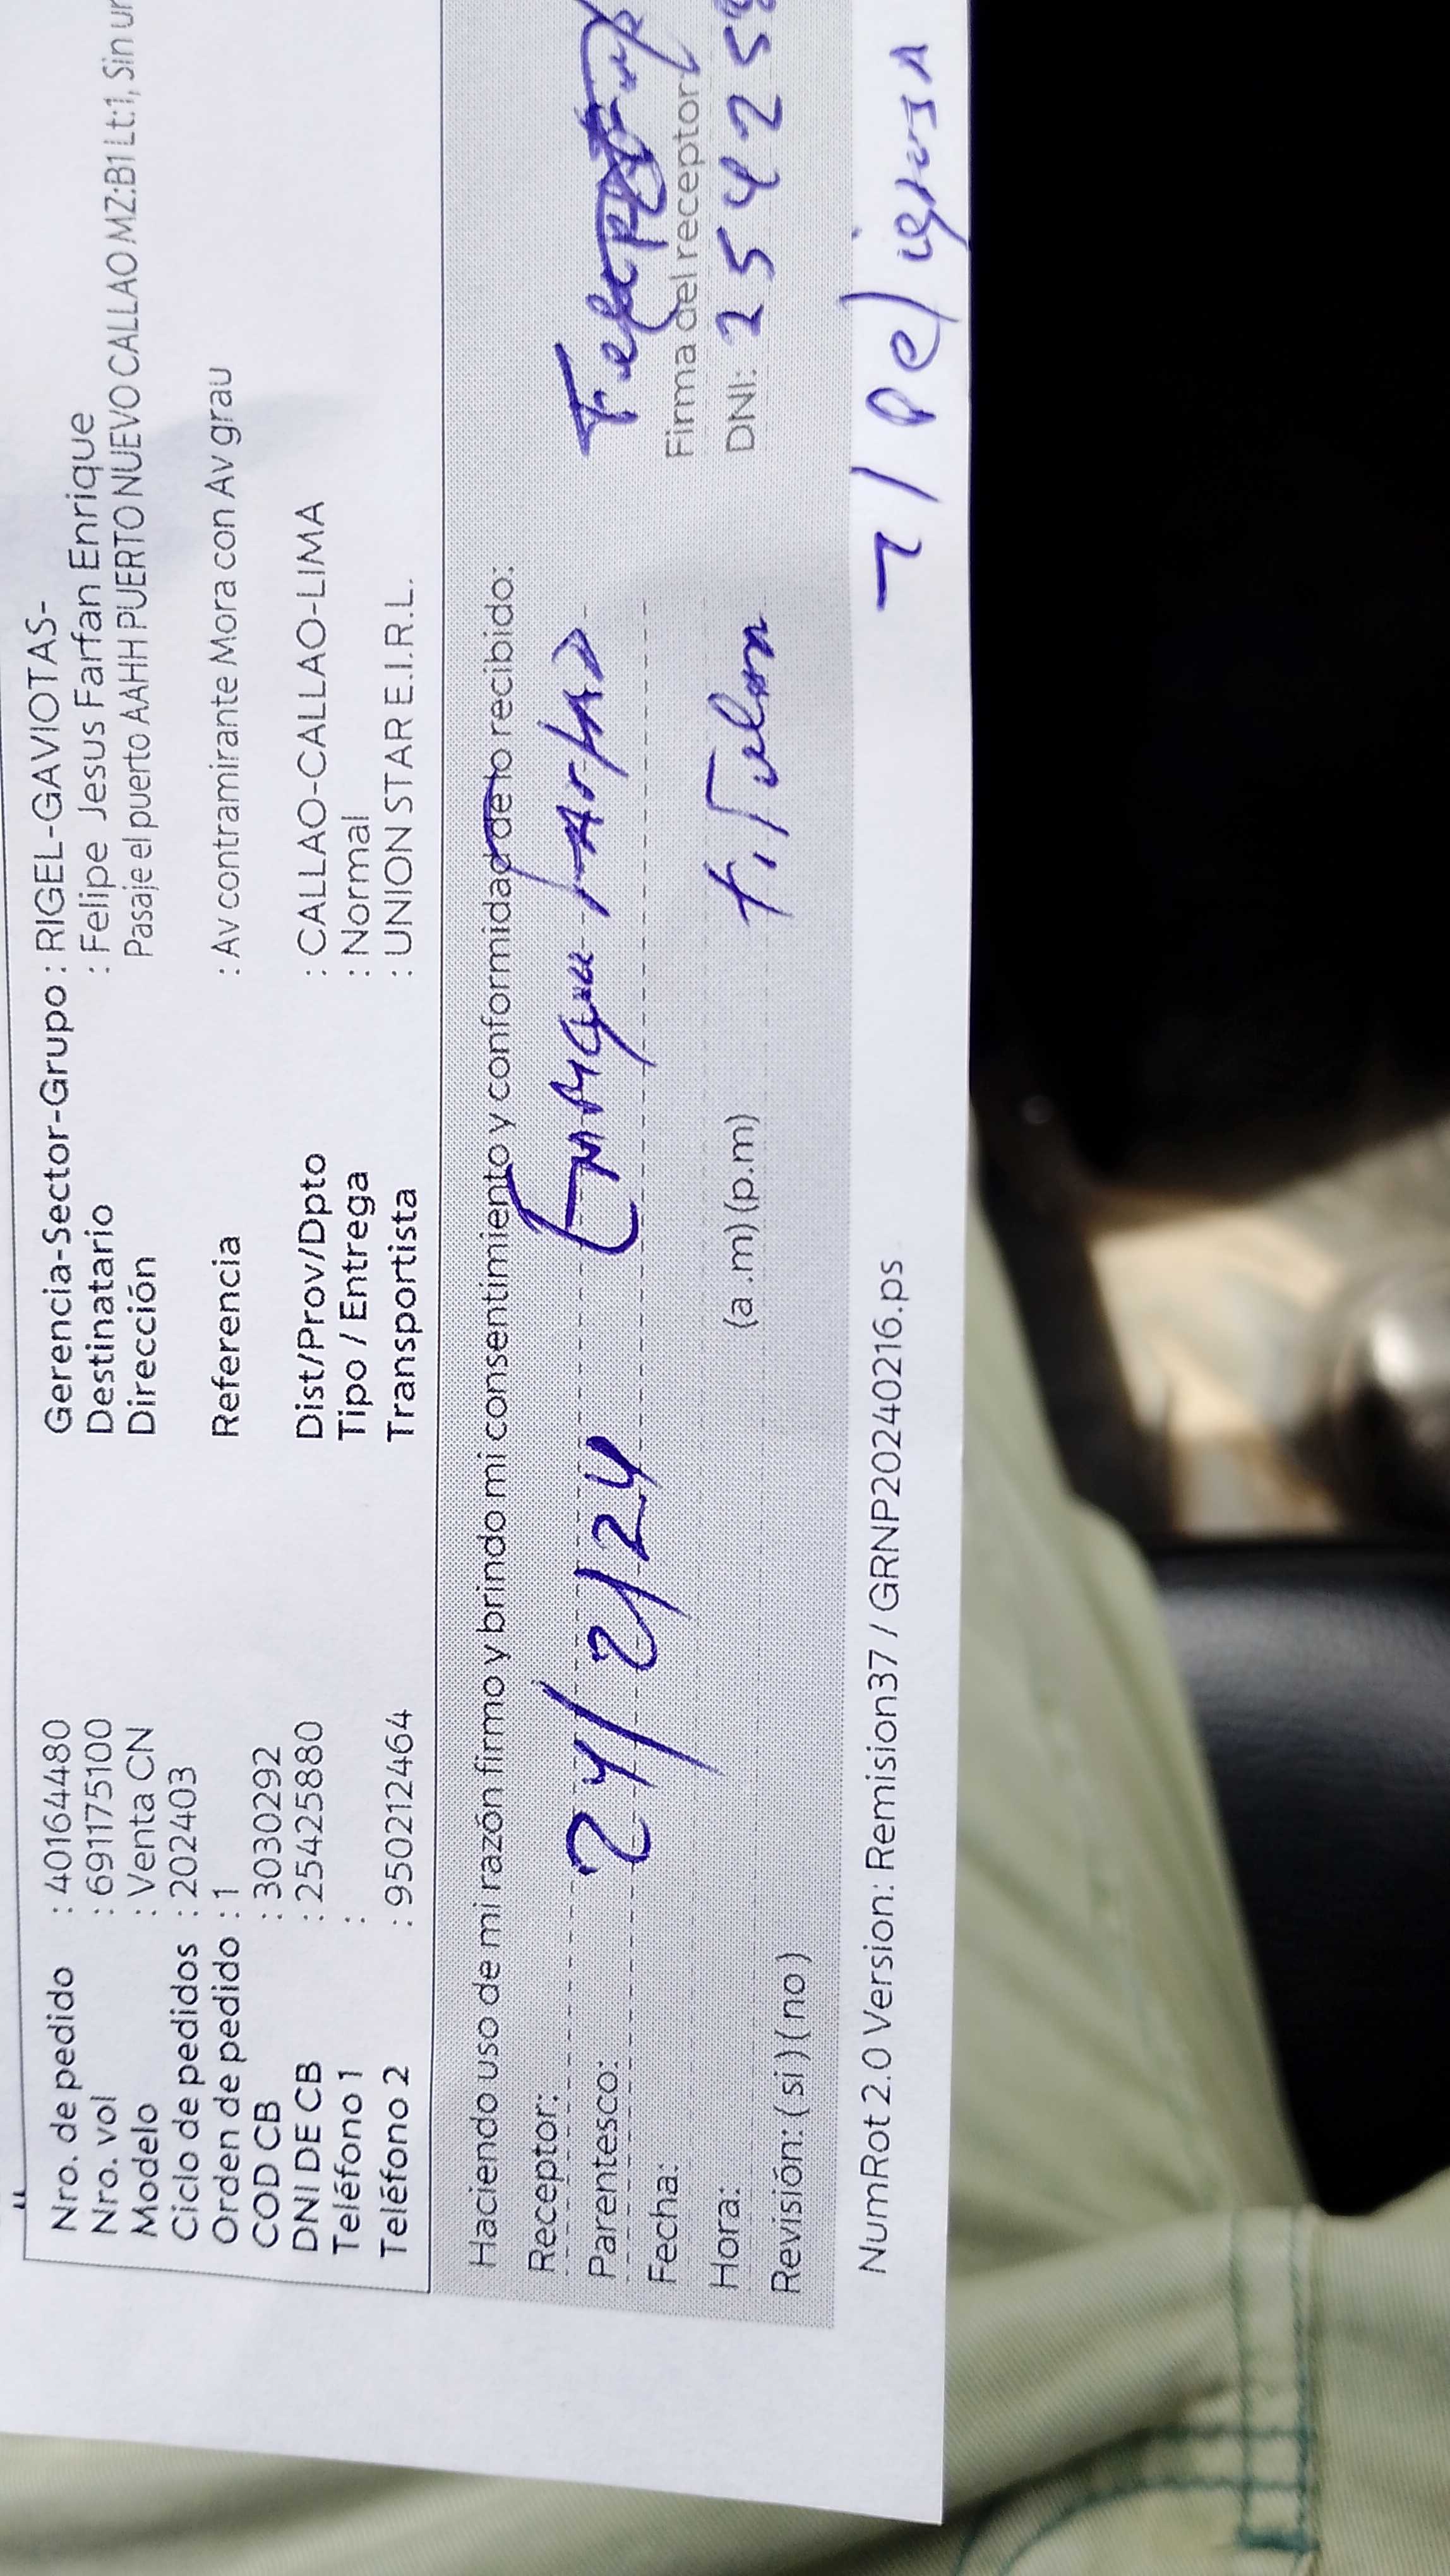 Nro. de pedido : 40164480
Nro. vol : 691175100
Modelo : Venta CN
Ciclo de pedidos : 202403
Orden de pedido : 1
COD CB : 3030292
DNI DE CB : 25425880
Teléfono 1 :
Teléfono 2 : 950212464
Gerencia-Sector-Grupo : RIGEL-GAVIOTAS-
Destinatario : Felipe Jesus Farfan Enrique
Dirección Pasaje el puerto AAHH PUERTO NUEVO CALLAO MZ:B1 Lt:1, Sin
Referencia : Av contramirante Mora con Av grau
Dist/Prov/Dpto : CALLAO-CALLAO-LIMA
Tipo / Entrega : Normal
Transportista : UNION STAR E.I.R.L.
Haciendo uso de mi razón firmo y brindo mi consentimiento y conformidad de lo recibido:
Receptor:
Parentesco:
Fecha: 24/2/24
Hora: (a .m) (p.m)
Revisión: ( si ) ( no )
Firma del receptor
DNI: 25425
NumRot 2.0 Version: Remision37 / GRNP20240216.ps